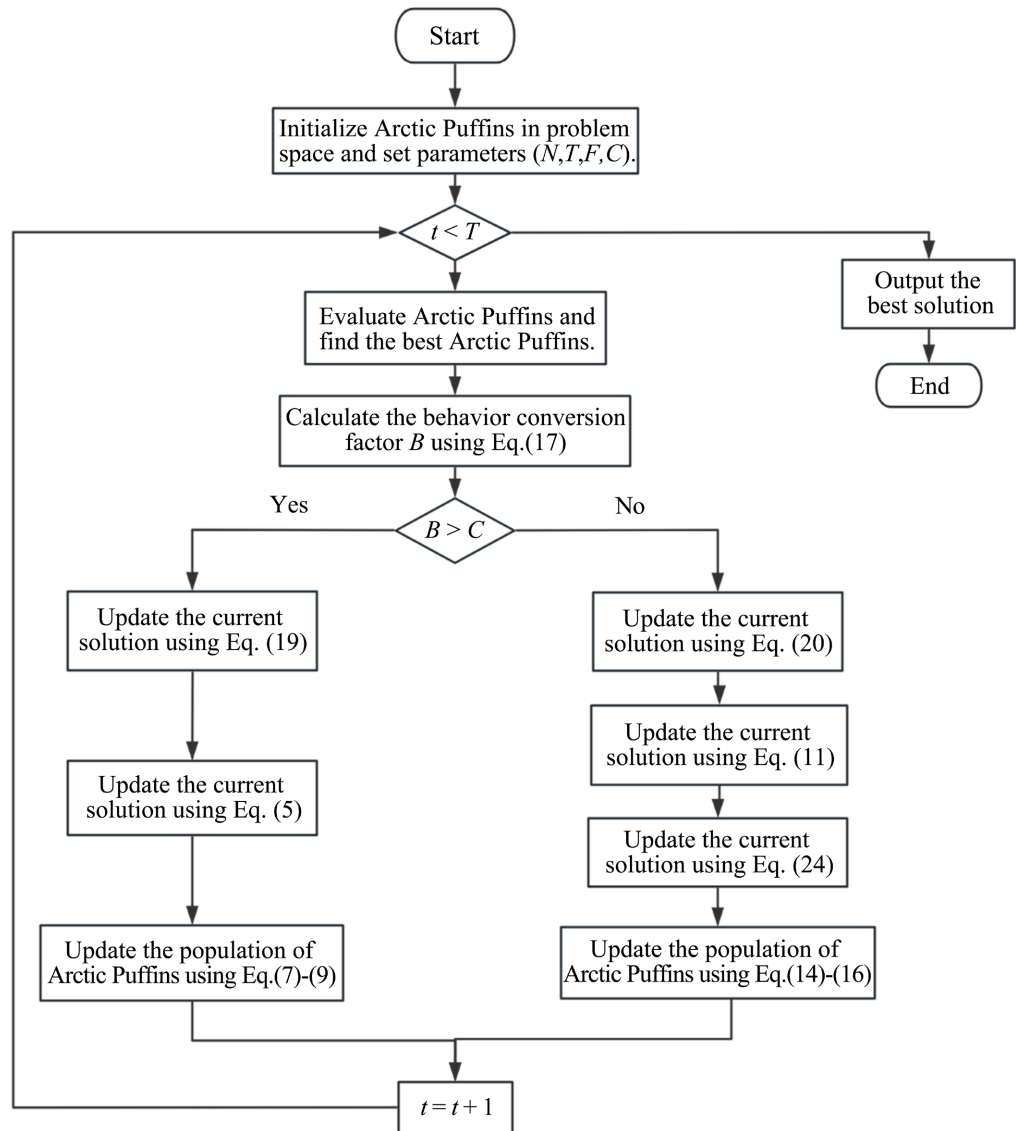 Start
Initialize Arctic Puffins in problem
space and set parameters (N,T,F,C).
t < T
Output the
best solution
Evaluate Arctic Puffins and
find the best Arctic Puffins.
End
Calculate the behavior conversion
factor B using Eq.(17)
Yes
No
B > C
Update the current
solution using Eq. (19)
Update the current
solution using Eq. (5)
Update the population of
Arctic Puffins using Eq.(7)-(9)
Update the current
solution using Eq. (20)
Update the current
solution using Eq. (11)
Update the current
solution using Eq. (24)
Update the population of
Arctic Puffins using Eq.(14)-(16)
t = t + 1